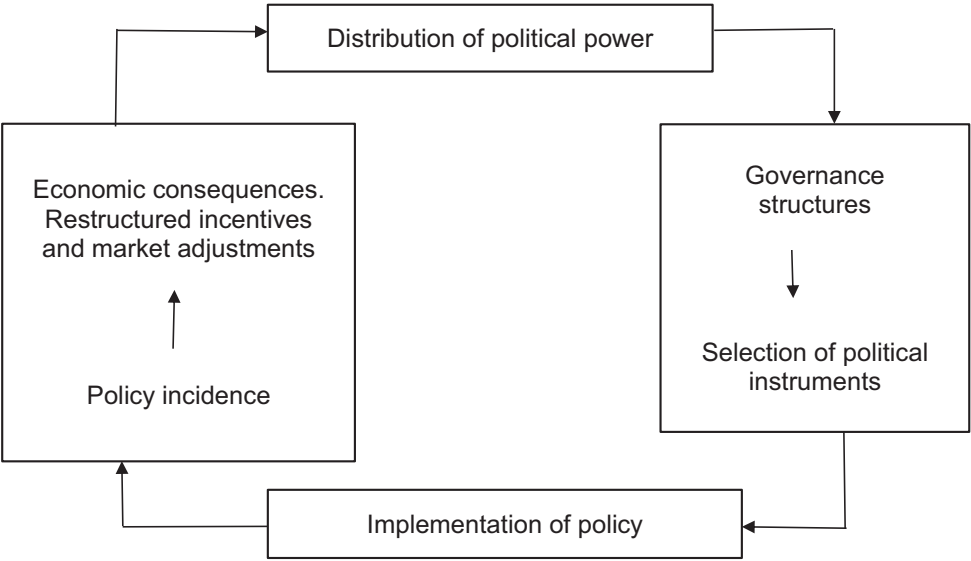 Distribution of political power
Economic consequences.
Restructured incentives
and market adjustments
Policy incidence
Governance
structures
Selection of political
instruments
Implementation of policy